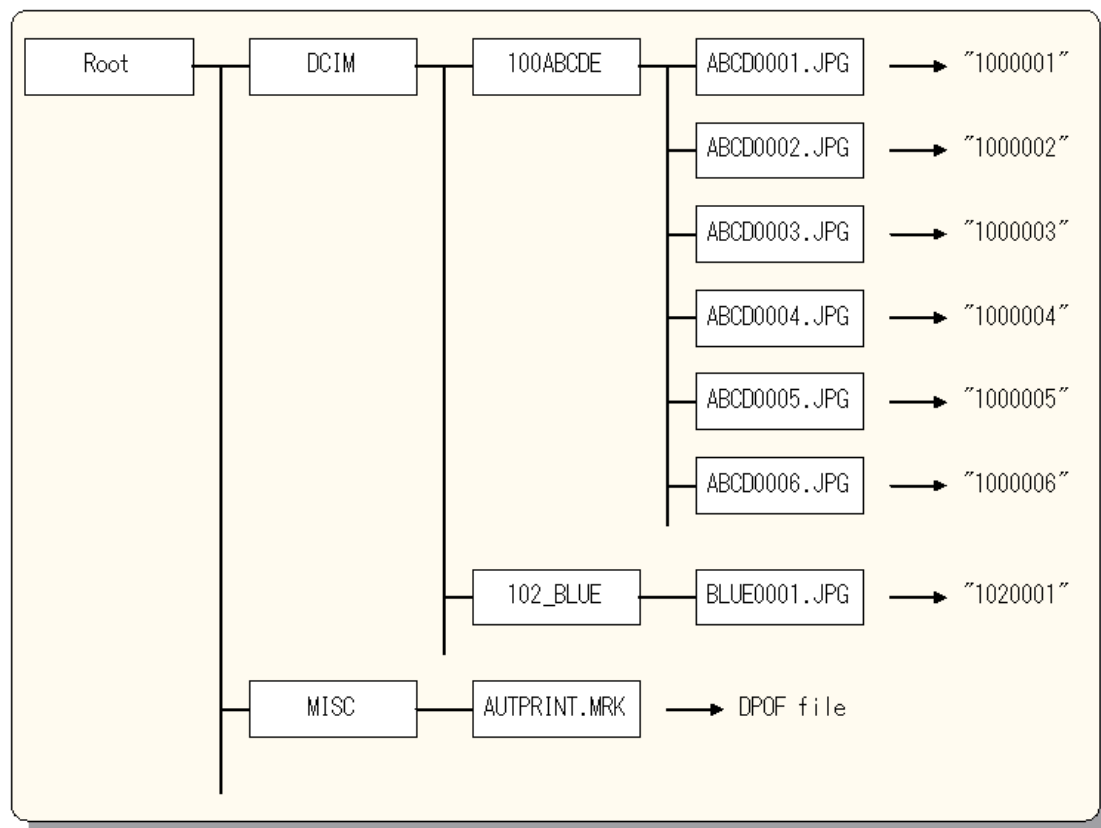 Root DCIM 100ABCDE ABCD0001.JPG "1000001"
ABCD0002.JPG "1000002"
ABCD0003.JPG "1000003"
ABCD0004.JPG "1000004"
ABCD0005.JPG "1000005"
ABCD0006.JPG "1000006"
102_BLUE BLUE0001.JPG "1020001"
MISC AUTPRINT.MRK DPOF file